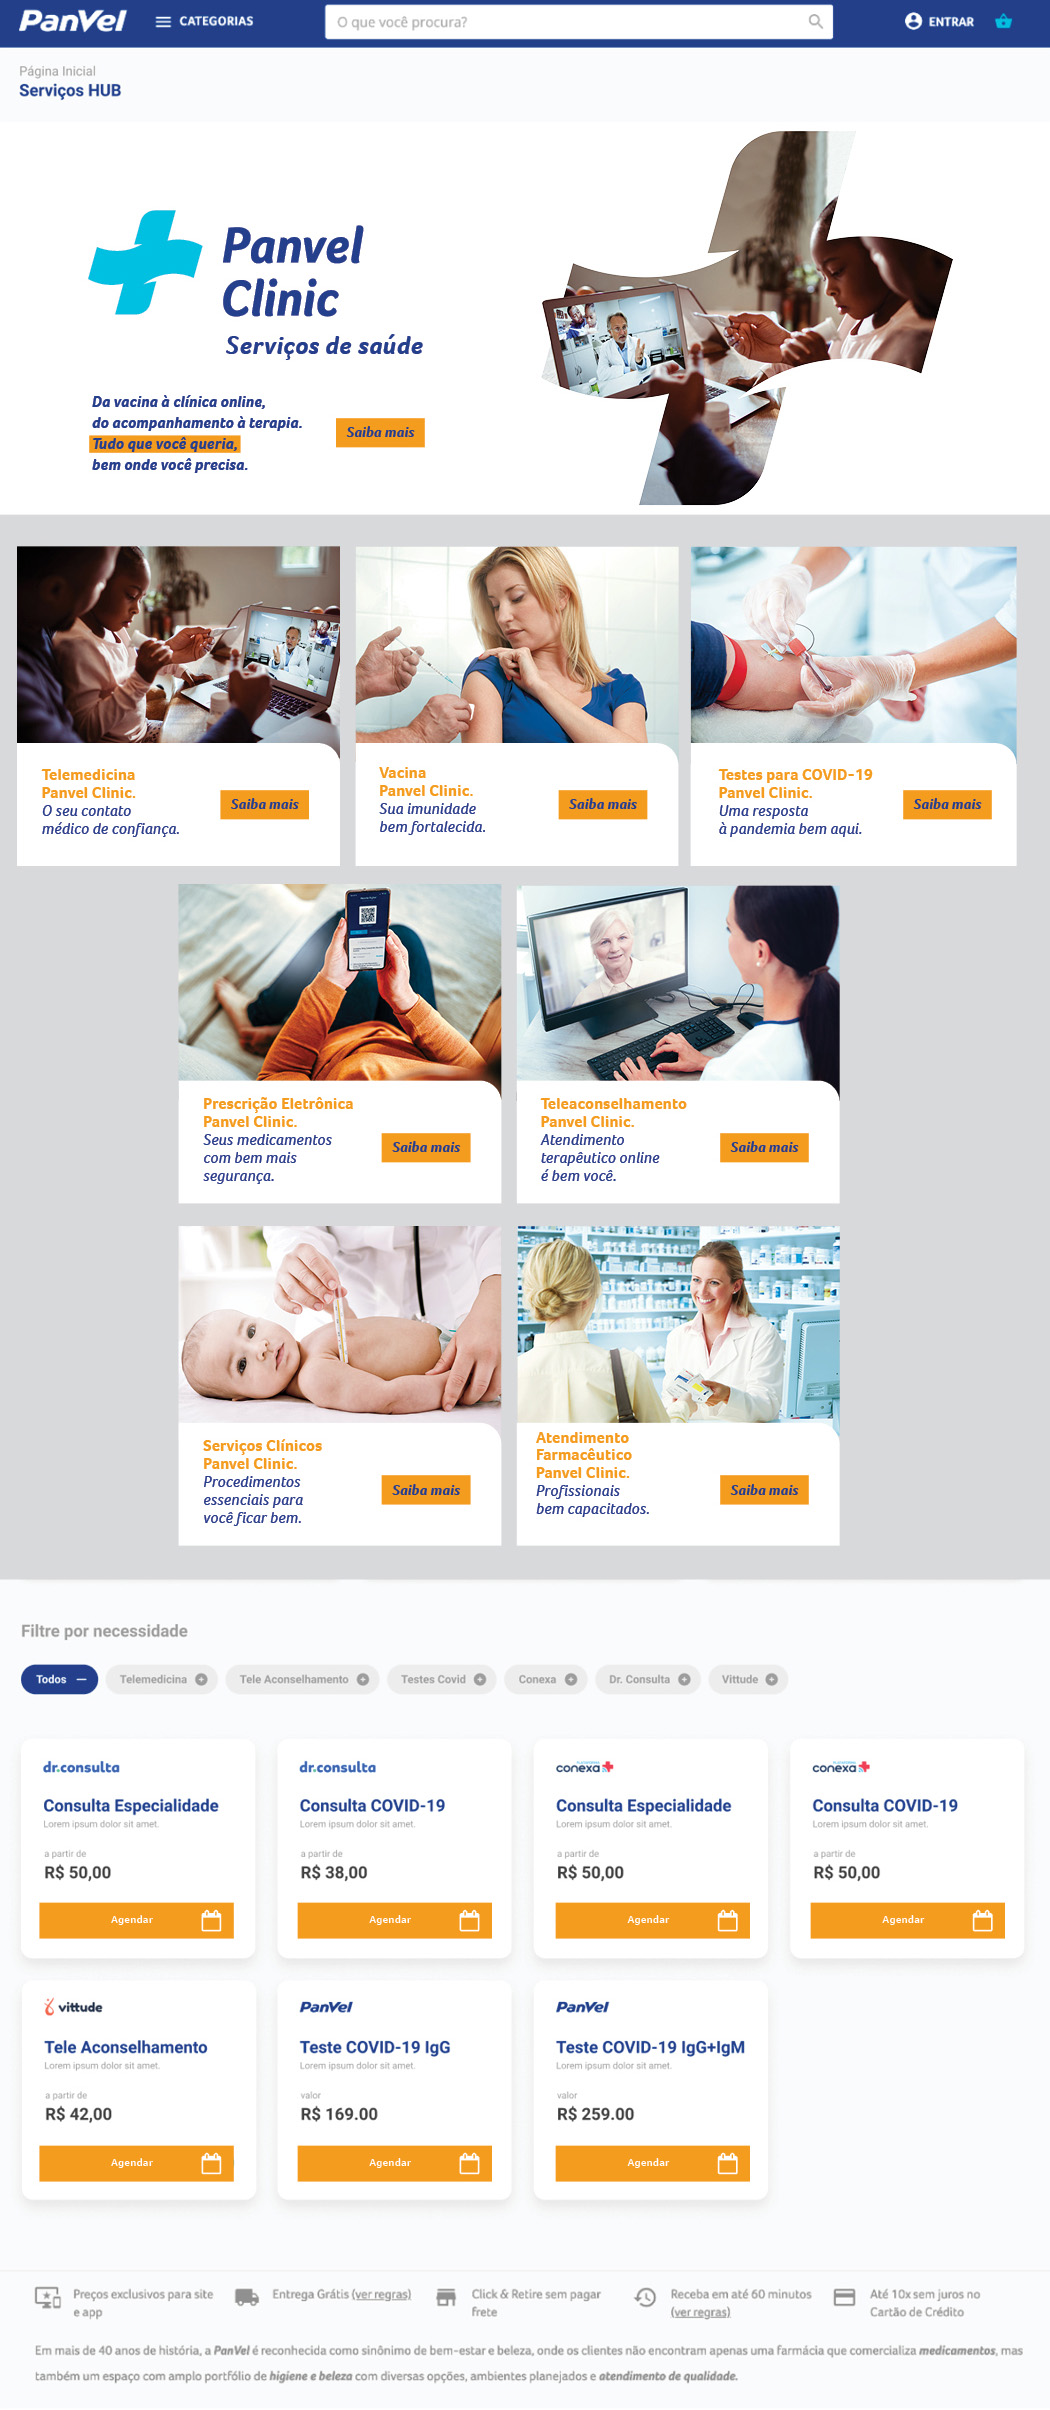 PanVel
CATEGORIAS
O que você procura?
ENTRAR
Página Inicial
Serviços HUB
Panvel
Clinic
Serviços de saúde
Da vacina à clínica online,
do acompanhamento à terapia.
Tudo que você queria,
bem onde você precisa.
Saiba mais
Telemedicina
Panvel Clinic.
O seu contato
médico de confiança.
Saiba mais
Vacina
Panvel Clinic.
Sua imunidade
bem fortalecida.
Saiba mais
Testes para COVID-19
Panvel Clinic.
Uma resposta
à pandemia bem aqui.
Saiba mais
Prescrição Eletrônica
Panvel Clinic.
Seus medicamentos
com bem mais
segurança.
Saiba mais
Teleaconselhamento
Panvel Clinic.
Atendimento
terapêutico online
é bem você.
Saiba mais
Serviços Clínicos
Panvel Clinic.
Procedimentos
essenciais para
você ficar bem.
Saiba mais
Atendimento
Farmacêutico
Panvel Clinic.
Profissionais
bem capacitados.
Saiba mais
Filtre por necessidade
Todos
Telemedicina
Tele Aconselhamento
Testes Covid
Conexa
Dr. Consulta
Vittude
dr.consulta
Consulta Especialidade
Lorem ipsum dolor sit amet.
a partir de
R$ 50,00
Agendar
dr.consulta
Consulta COVID-19
Lorem ipsum dolor sit amet.
a partir de
R$ 38,00
Agendar
conexa
Consulta Especialidade
Lorem ipsum dolor sit amet.
a partir de
R$ 50,00
Agendar
conexa
Consulta COVID-19
Lorem ipsum dolor sit amet.
a partir de
R$ 50,00
Agendar
vittude
Tele Aconselhamento
Lorem ipsum dolor sit amet.
a partir de
R$ 42,00
Agendar
PanVel
Teste COVID-19 IgG
Lorem ipsum dolor sit amet.
valor
R$ 169.00
Agendar
PanVel
Teste COVID-19 IgG+IgM
Lorem ipsum dolor sit amet.
valor
R$ 259.00
Agendar
Preços exclusivos para site
e app
Entrega Grátis (ver regras)
Click & Retire sem pagar
frete
Receba em até 60 minutos
(ver regras)
Até 10x sem juros no
Cartão de Crédito
Em mais de 40 anos de história, a PanVel é reconhecida como sinônimo de bem-estar e beleza, onde os clientes não encontram apenas uma farmácia que comercializa medicamentos, mas
também um espaço com amplo portfólio de higiene e beleza com diversas opções, ambientes planejados e atendimento de qualidade.